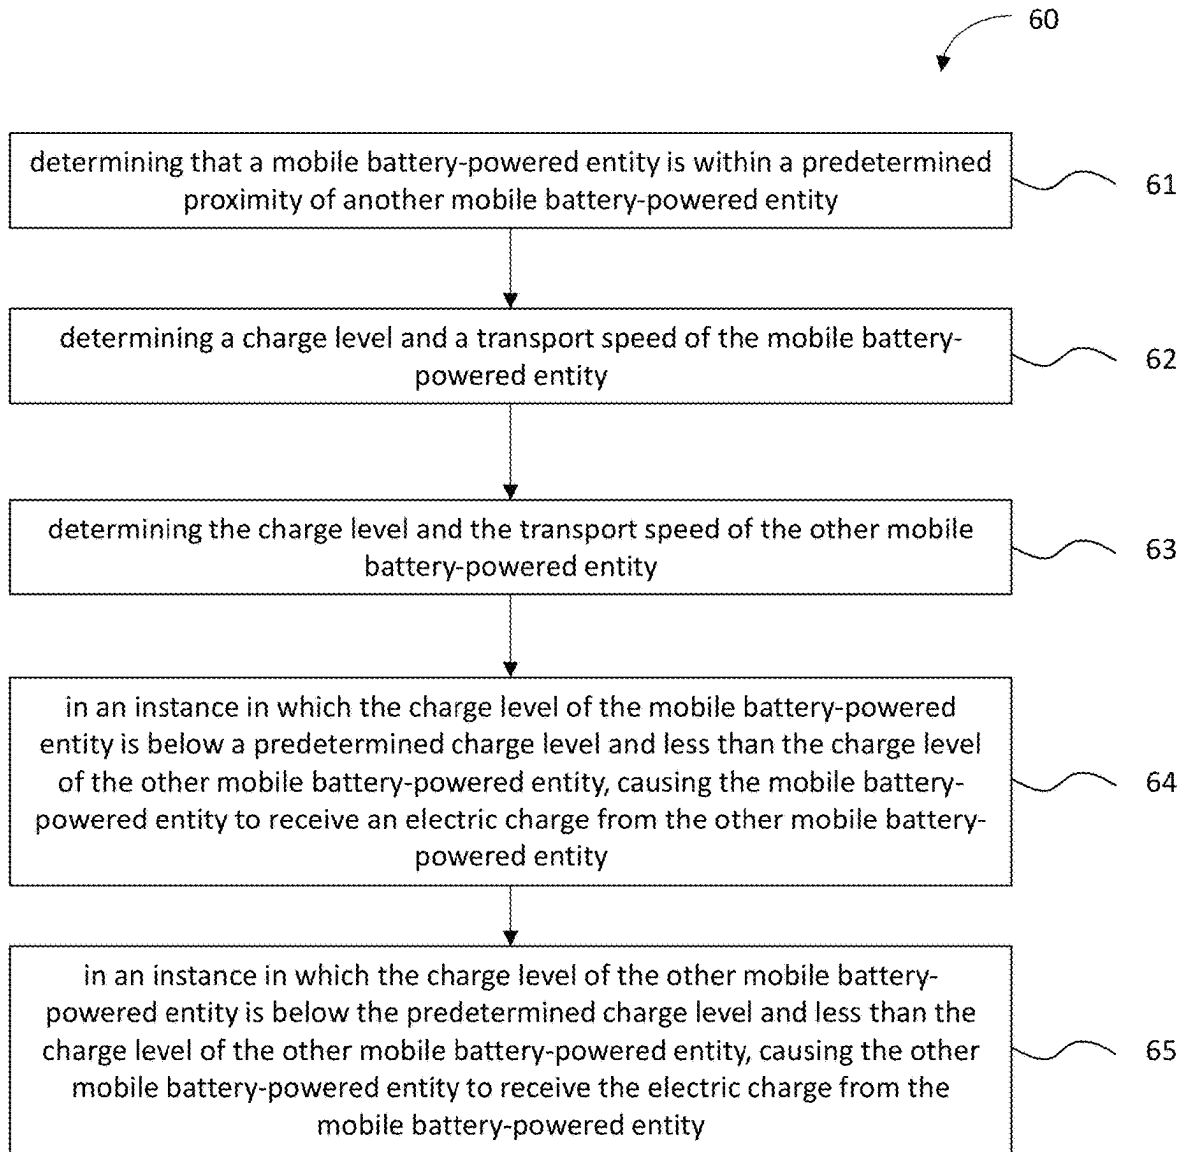 60
determining that a mobile battery-powered entity is within a predetermined
proximity of another mobile battery-powered entity
61
determining a charge level and a transport speed of the mobile battery-
powered entity
62
determining the charge level and the transport speed of the other mobile
battery-powered entity
63
in an instance in which the charge level of the mobile battery-powered
entity is below a predetermined charge level and less than the charge level
of the other mobile battery-powered entity, causing the mobile battery-
powered entity to receive an electric charge from the other mobile battery-
powered entity
64
in an instance in which the charge level of the other mobile battery-
powered entity is below the predetermined charge level and less than the
charge level of the other mobile battery-powered entity, causing the other
mobile battery-powered entity to receive the electric charge from the
mobile battery-powered entity
65